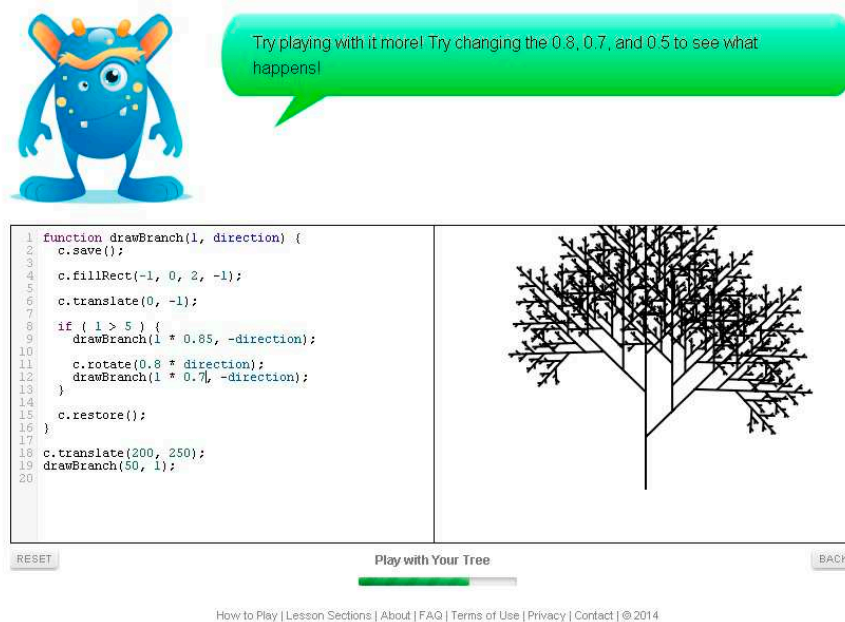 Try playing with it more! Try changing the 0.8, 0.7, and 0.5 to see what
happens!
1 function drawBranch(l, direction) {
2 c.save();
3
4 c.fillRect(-1, 0, 2, -l);
5
6 c.translate(0, -l);
7
8 if ( l > 5 ) {
9 drawBranch(l * 0.85, -direction);
10
11 c.rotate(0.8 * direction);
12 drawBranch(l * 0.7, -direction);
13 }
14
15 c.restore();
16 }
17
18 c.translate(200, 250);
19 drawBranch(50, 1);
20
RESET
Play with Your Tree
BACK
How to Play | Lesson Sections | About | FAQ | Terms of Use | Privacy | Contact | © 2014